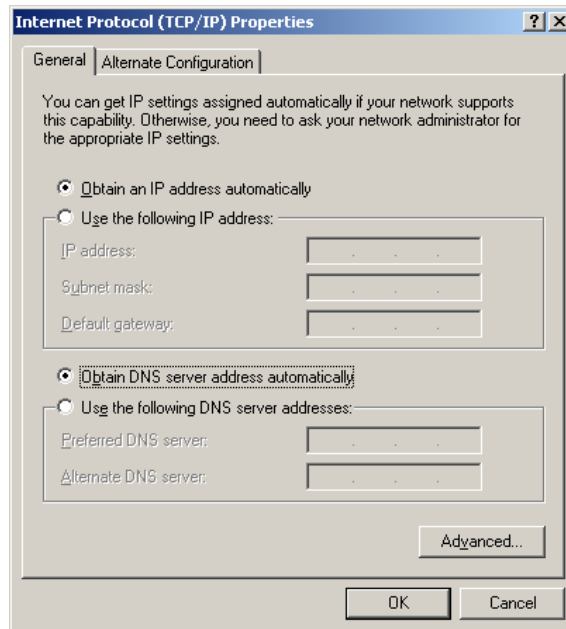 Internet Protocol (TCP/IP) Properties
General
Alternate Configuration
You can get IP settings assigned automatically if your network supports
this capability. Otherwise, you need to ask your network administrator for
the appropriate IP settings.
Obtain an IP address automatically
Use the following IP address:
IP address:
Subnet mask:
Default gateway:
Obtain DNS server address automatically
Use the following DNS server addresses:
Preferred DNS server:
Alternate DNS server:
Advanced...
OK
Cancel